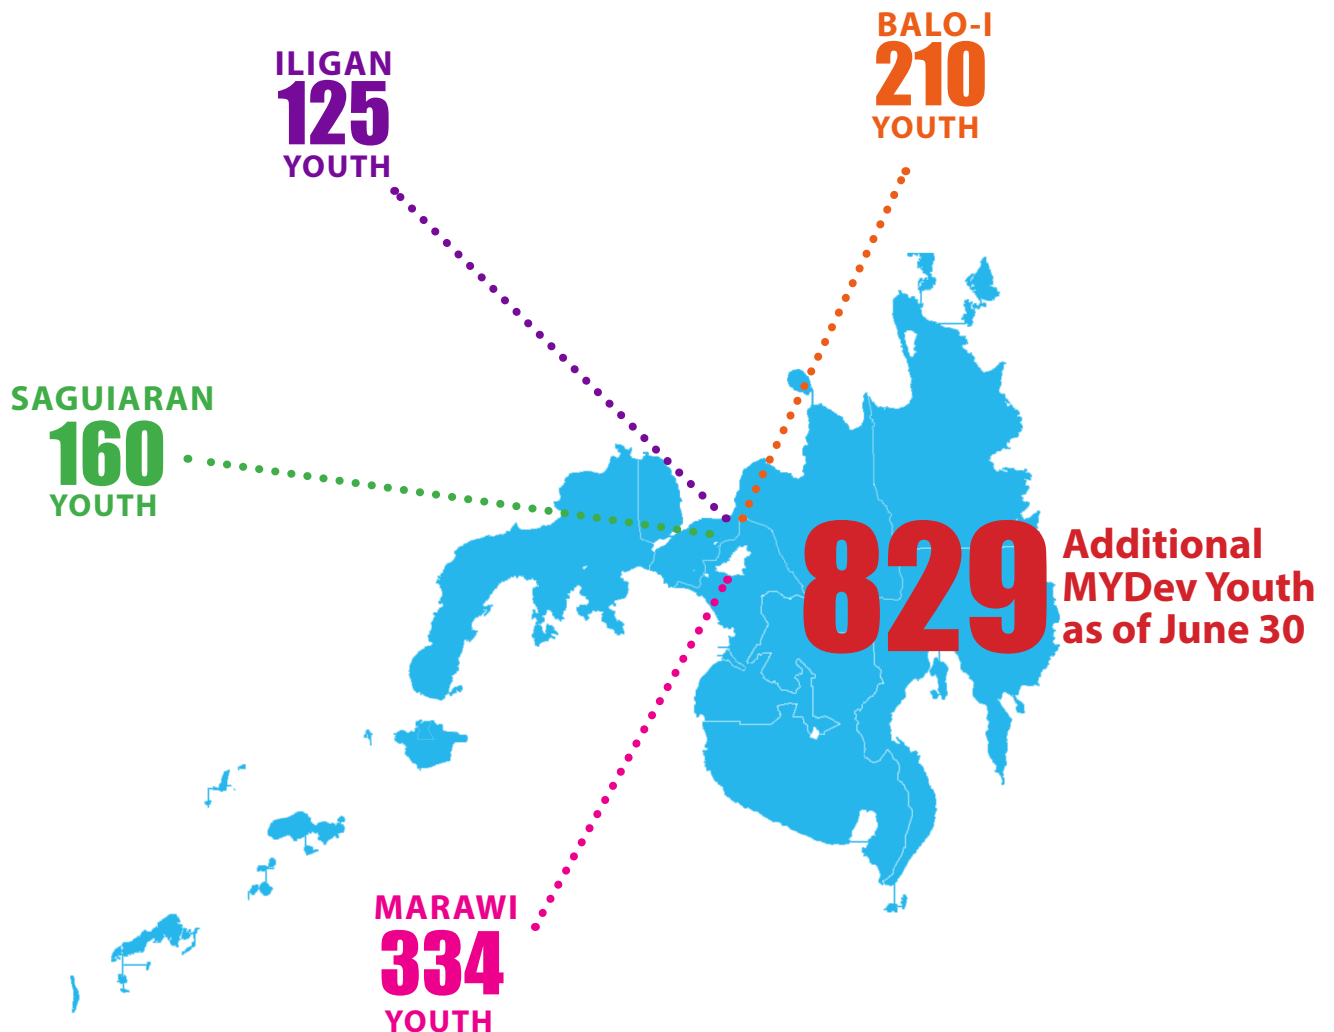 BALO-I
210
YOUTH
ILIGAN
125
YOUTH
SAGUIARAN
160
YOUTH
829
Additional
MYDev Youth
as of June 30
MARAWI
334
YOUTH